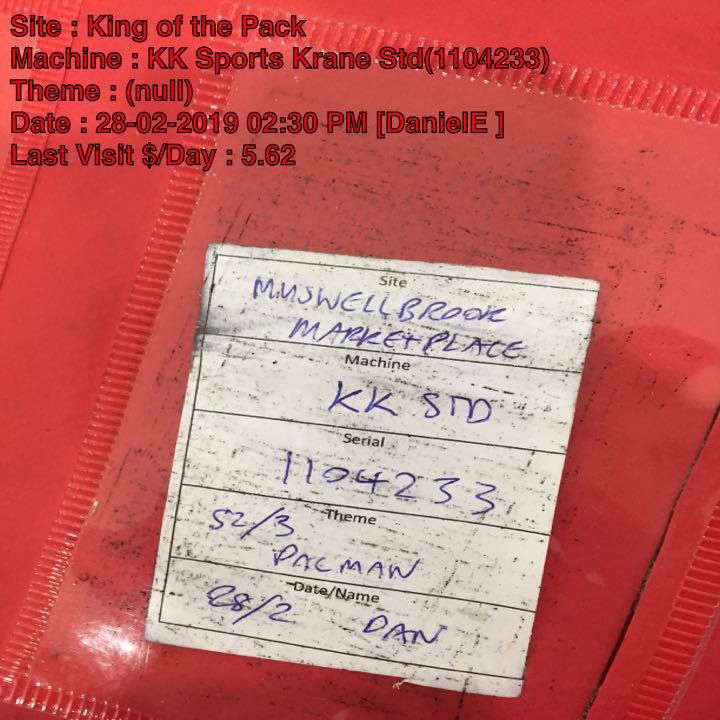 Site : King of the Pack
Machine : KK Sports Krane Std(1104233)
Theme : (null)
Date : 28-02-2019 02:30 PM [DanielE ]
Last Visit $/Day : 5.62
Site
MUSWELLBROOK
MARKETPLACE
Machine
KK STD
Serial
1104233
Theme
52/3
PACMAN
Date/Name
28/2 DAN